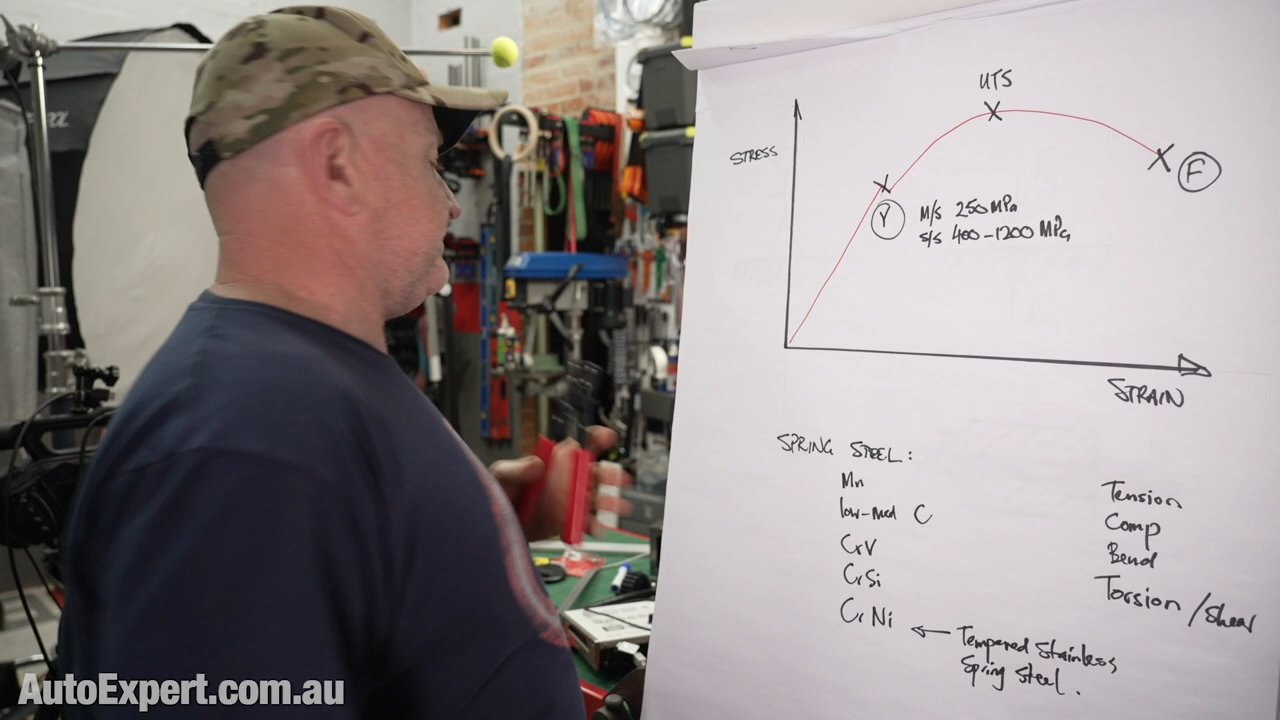 UTS
STRESS
F
Y
M/S 250 MPa
S/S 400-1200 MPa
STRAIN
SPRING STEEL:
Mn
low-med C
CrV
CrSi
CrNi
Tension
Comp
Bend
Torsion /Shear
← Tempered Stainless
Spring Steel.
AutoExpert.com.au